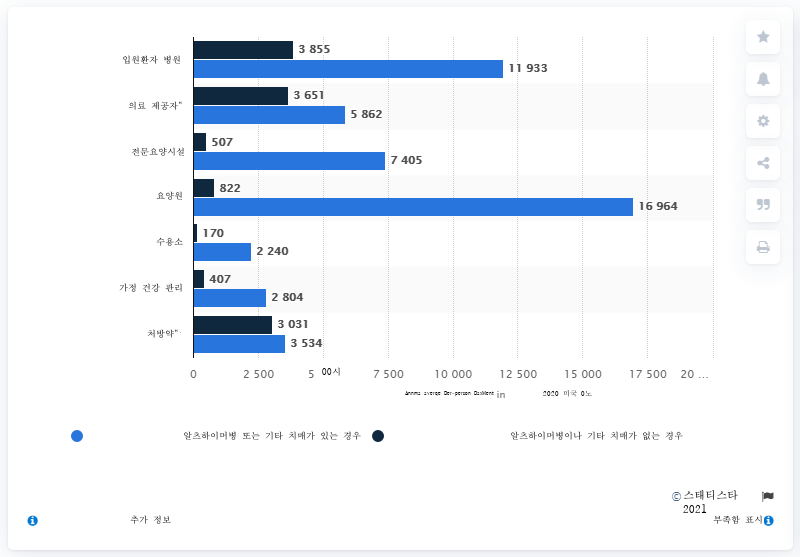 3 855
입원환자 병원
11 933
3 651
의료 제공자"
5 862
507
전문요양시설
7 405
822
요양원
16 964
170
수용소
2 240
407
가정 건강 관리
2 804
3 031
처방약"
3 534
0 2 500 5 00시 7 500 10 000 12 500 15 000 17 500 20 ...
in 2020 미국
알츠하이머병 또는 기타 치매가 있는 경우 알츠하이머병이나 기타 치매가 없는 경우
© 스태티스타
2021
추가 정보 부족함 표시